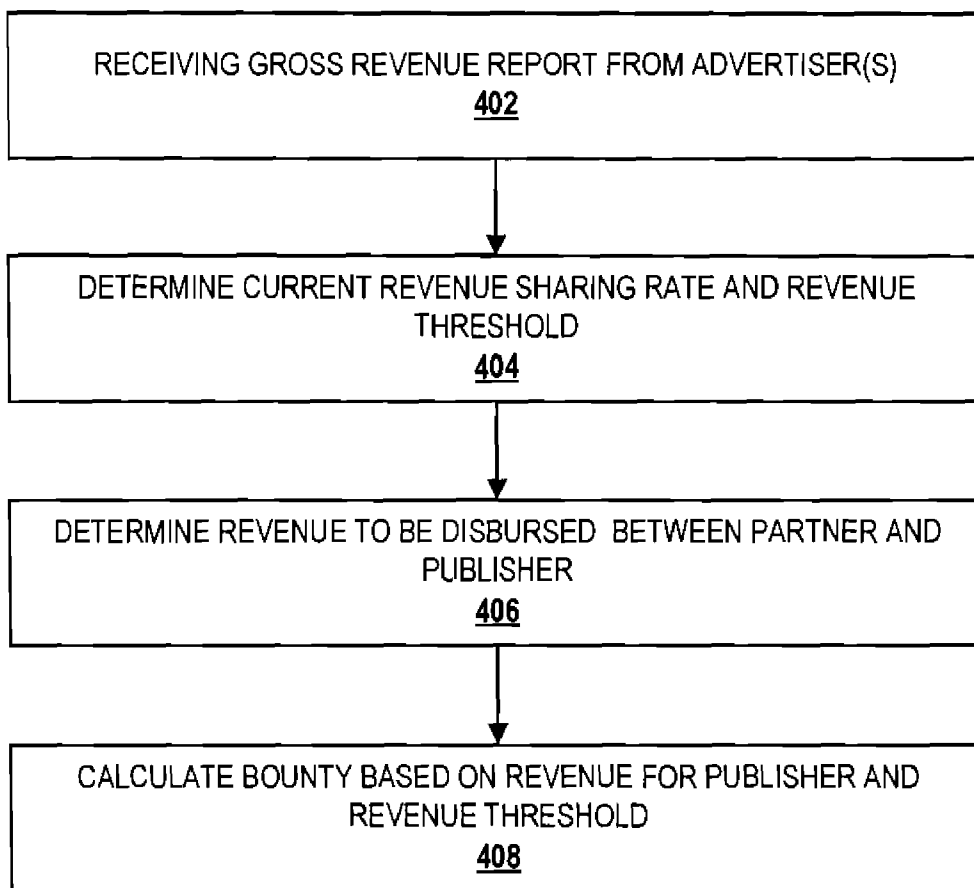 RECEIVING GROSS REVENUE REPORT FROM ADVERTISER(S)
402
DETERMINE CURRENT REVENUE SHARING RATE AND REVENUE
THRESHOLD
404
DETERMINE REVENUE TO BE DISBURSED BETWEEN PARTNER AND
PUBLISHER
406
CALCULATE BOUNTY BASED ON REVENUE FOR PUBLISHER AND
REVENUE THRESHOLD
408